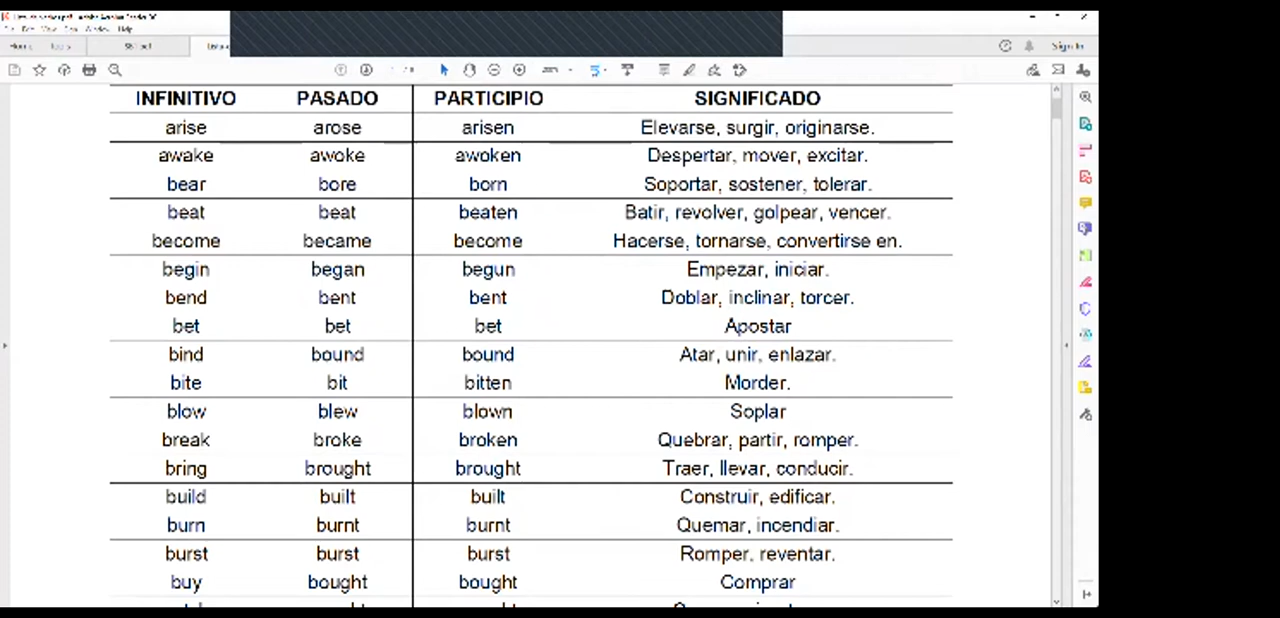 Home Tools
Sign In
INFINITIVO PASADO PARTICIPIO SIGNIFICADO
arise arose arisen Elevarse, surgir, originarse.
awake awoke awoken Despertar, mover, excitar.
bear bore born Soportar, sostener, tolerar.
beat beat beaten Batir, revolver, golpear, vencer.
become became become Hacerse, tornarse, convertirse en.
begin began begun Empezar, iniciar.
bend bent bent Doblar, inclinar, torcer.
bet bet bet Apostar
bind bound bound Atar, unir, enlazar.
bite bit bitten Morder.
blow blew blown Soplar
break broke broken Quebrar, partir, romper.
bring brought brought Traer, llevar, conducir.
build built built Construir, edificar.
burn burnt burnt Quemar, incendiar.
burst burst burst Romper, reventar.
buy bought bought Comprar